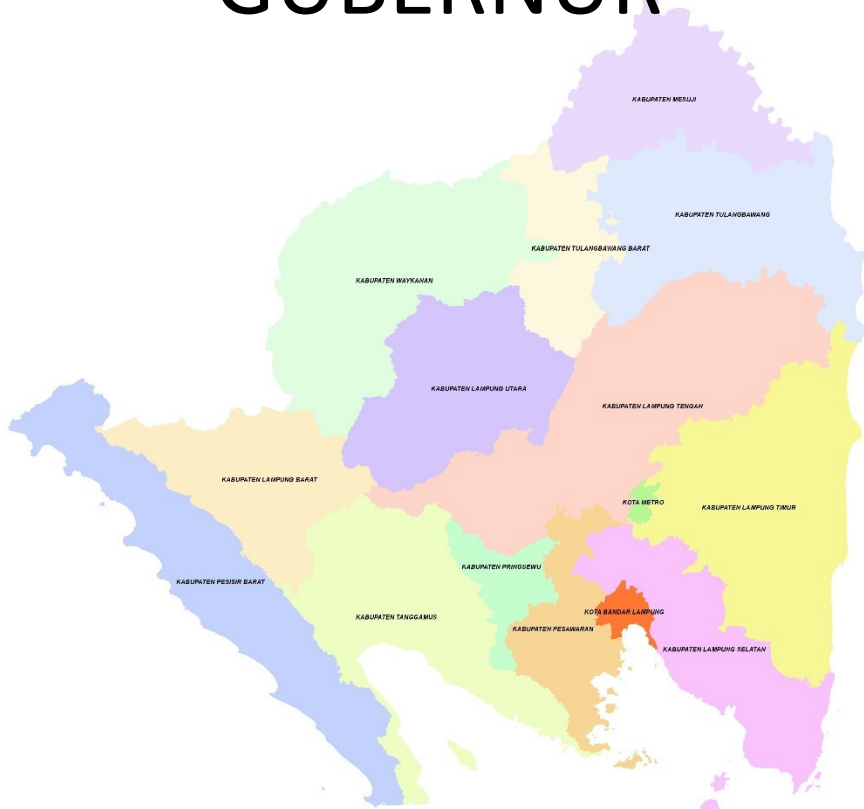 GUBERNUR
KABUPATEN MESUJI
KABUPATEN TULANGBAWANG
KABUPATEN TULANGBAWANG BARAT
KABUPATEN WAYKANAN
KABUPATEN LAMPUNG UTARA
KABUPATEN LAMPUNG TENGAH
KABUPATEN LAMPUNG BARAT
KOTA METRO
KABUPATEN LAMPUNG TIMUR
KABUPATEN PRINGSEWU
KABUPATEN PESISIR BARAT
KOTA BANDAR LAMPUNG
KABUPATEN TANGGAMUS
KABUPATEN PESAWARAN
KABUPATEN LAMPUNG SELATAN